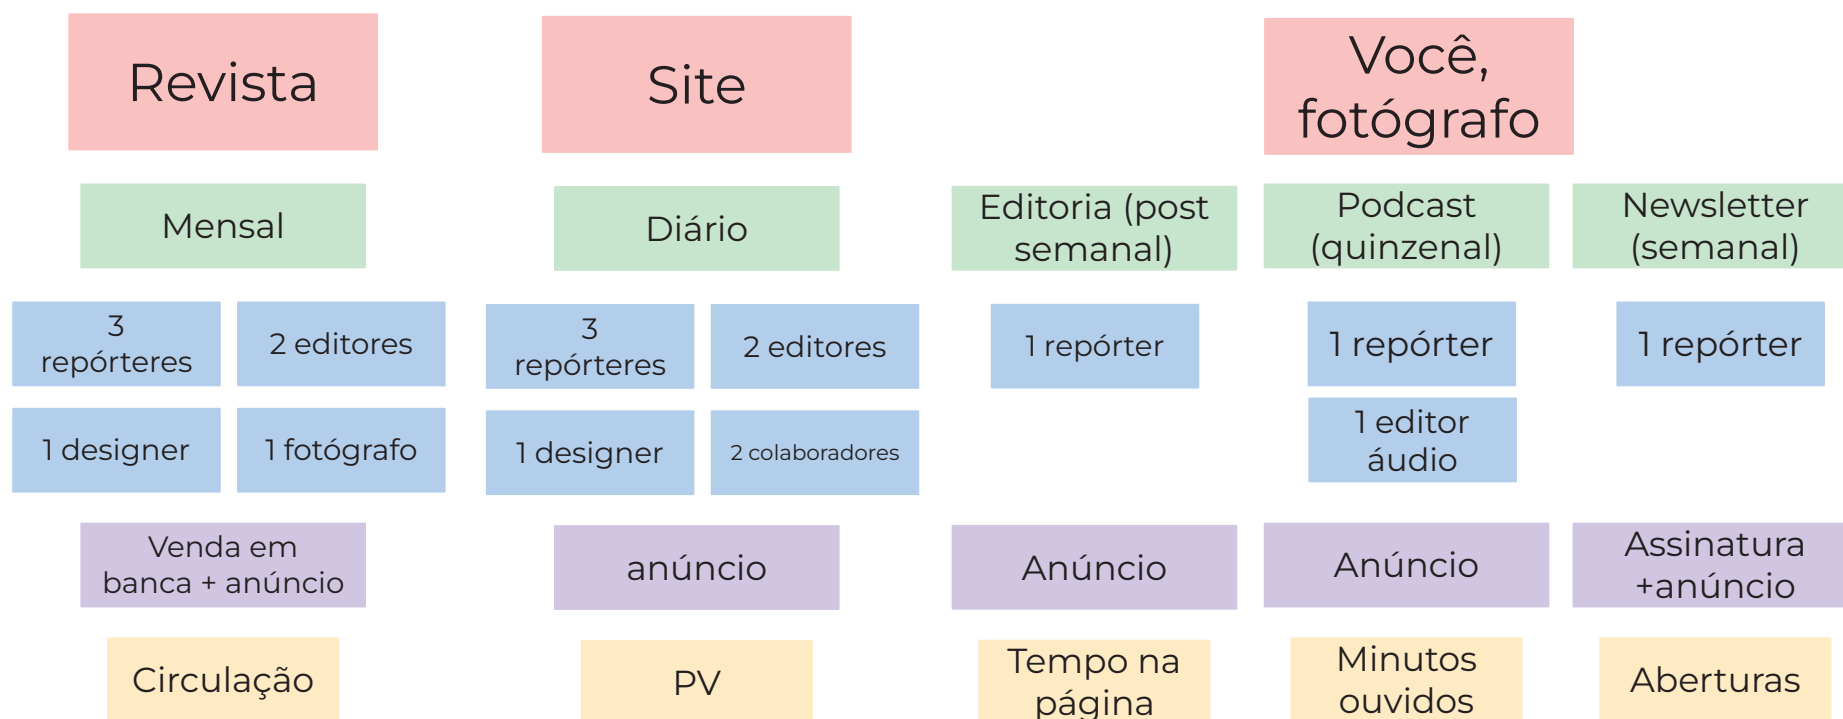 Revista
Site
Você,
fotógrafo
Mensal
Diário
Editoria (post
semanal)
Podcast
(quinzenal)
Newsletter
(semanal)
3
repórteres
2 editores
3
repórteres
2 editores
1 repórter
1 repórter
1 repórter
1 designer
1 fotógrafo
1 designer
2 colaboradores
1 editor
áudio
Venda em
banca + anúncio
anúncio
Anúncio
Anúncio
Assinatura
+anúncio
Circulação
PV
Tempo na
página
Minutos
ouvidos
Aberturas